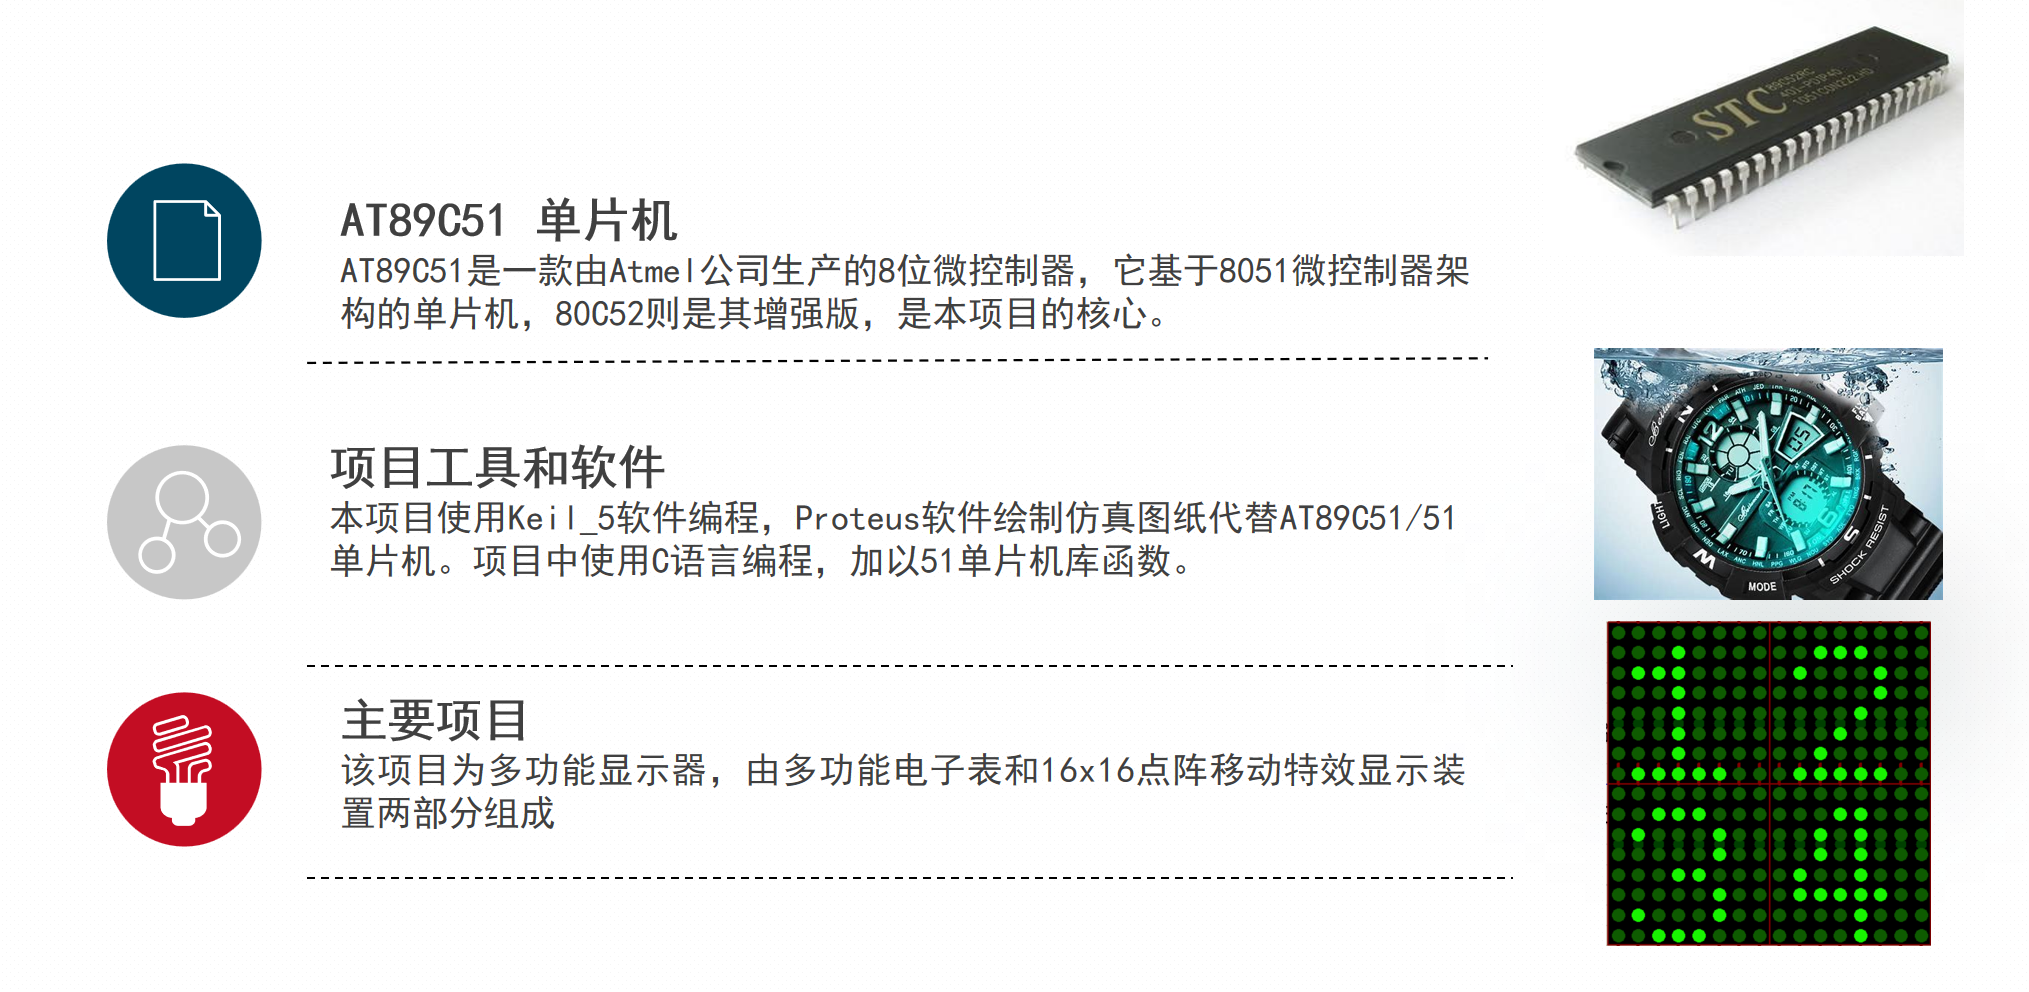 AT89C51 单片机
AT89C51是一款由Atmel公司生产的8位微控制器，它基于8051微控制器架
构的单片机，80C52则是其增强版，是本项目的核心。
项目工具和软件
本项目使用Keil_5软件编程，Proteus软件绘制仿真图纸代替AT89C51/51
单片机。项目中使用C语言编程，加以51单片机库函数。
主要项目
该项目为多功能显示器，由多功能电子表和16x16点阵移动特效显示装
置两部分组成
STC
89C52RC
40I-PDIP40
LIGHT
MODE
SHOCK RESIST
12
6
N
W
S
1 2
3 4